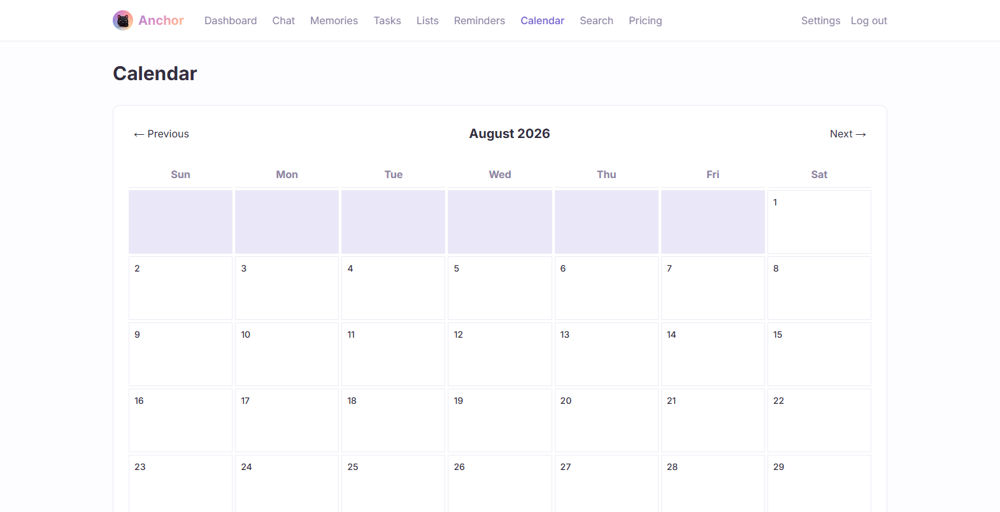 Anchor Dashboard Chat Memories Tasks Lists Reminders Calendar Search Pricing Settings Log out
Calendar
← Previous August 2026 Next →
Sun Mon Tue Wed Thu Fri Sat
1
2 3 4 5 6 7 8
9 10 11 12 13 14 15
16 17 18 19 20 21 22
23 24 25 26 27 28 29